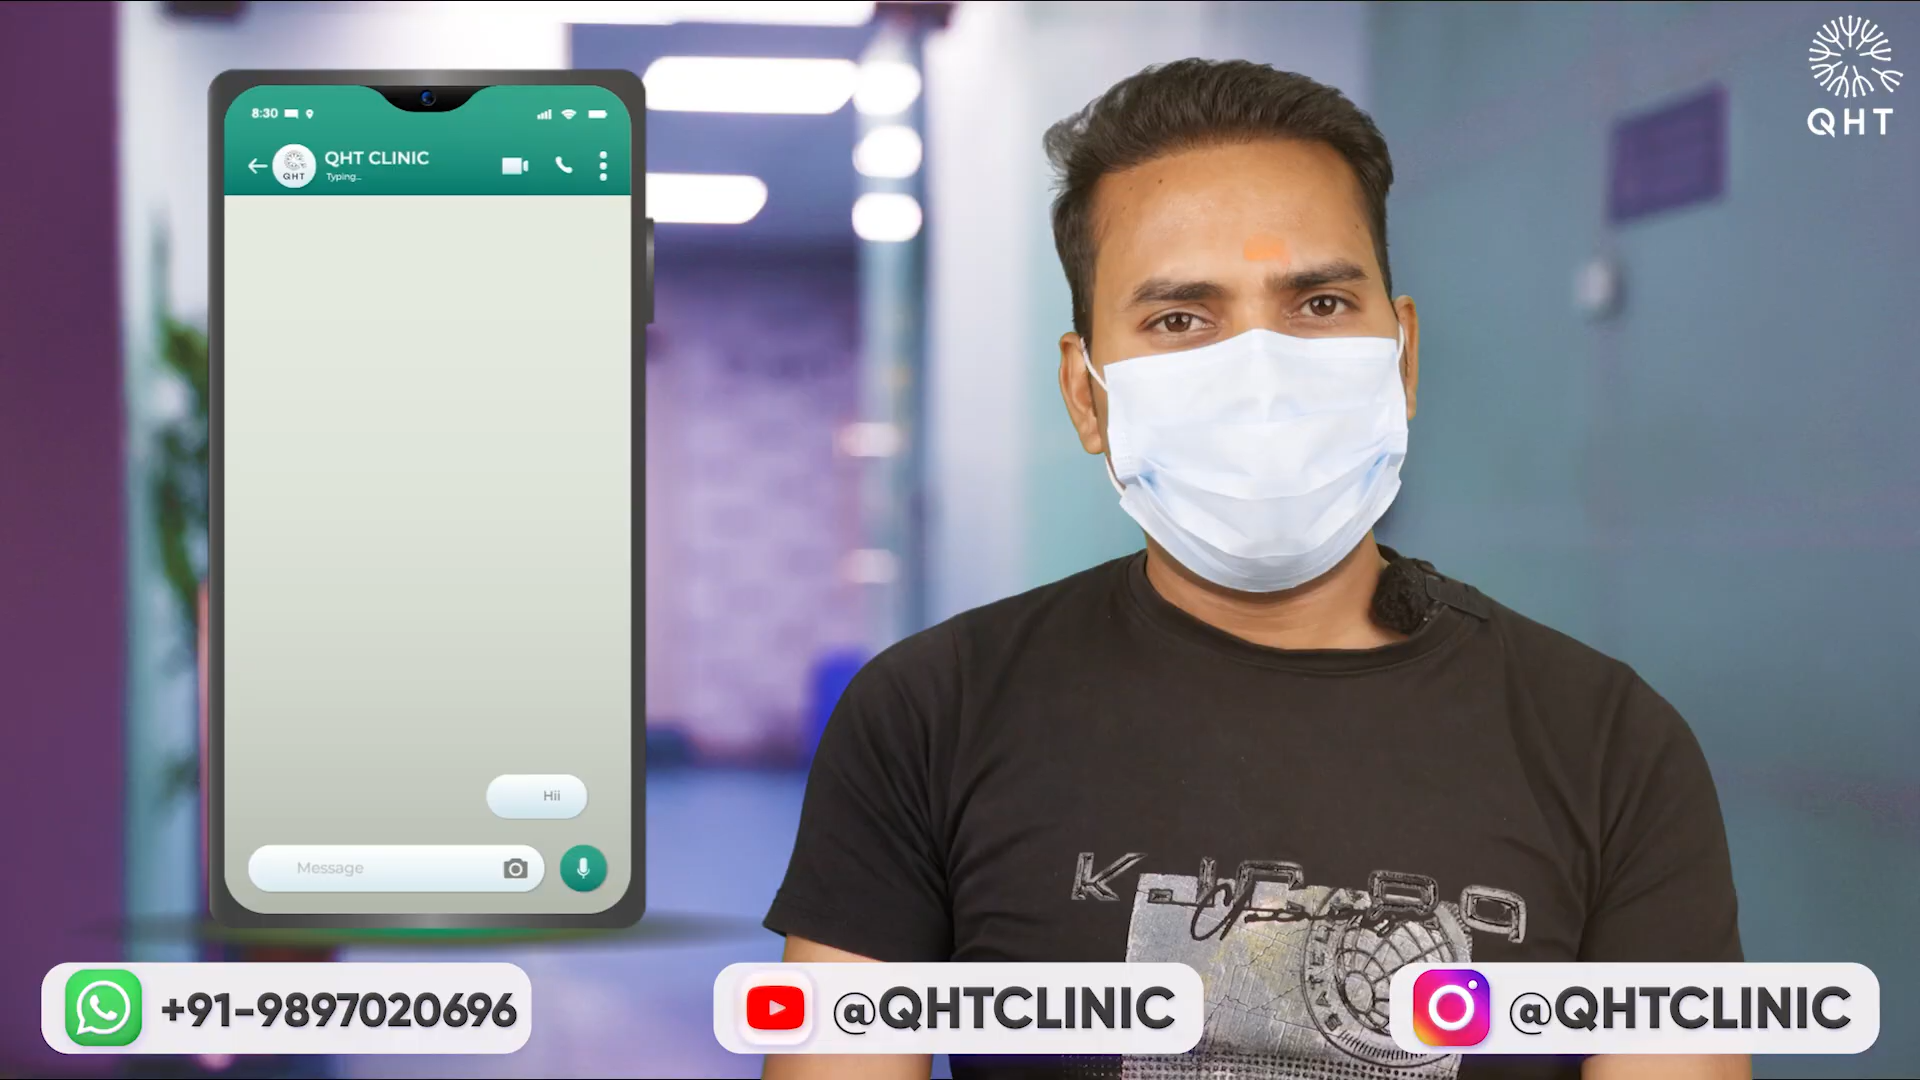 8:30
QHT CLINIC
Typing...
QHT
Hii
Message
QHT
+91-9897020696
@QHTCLINIC
@QHTCLINIC